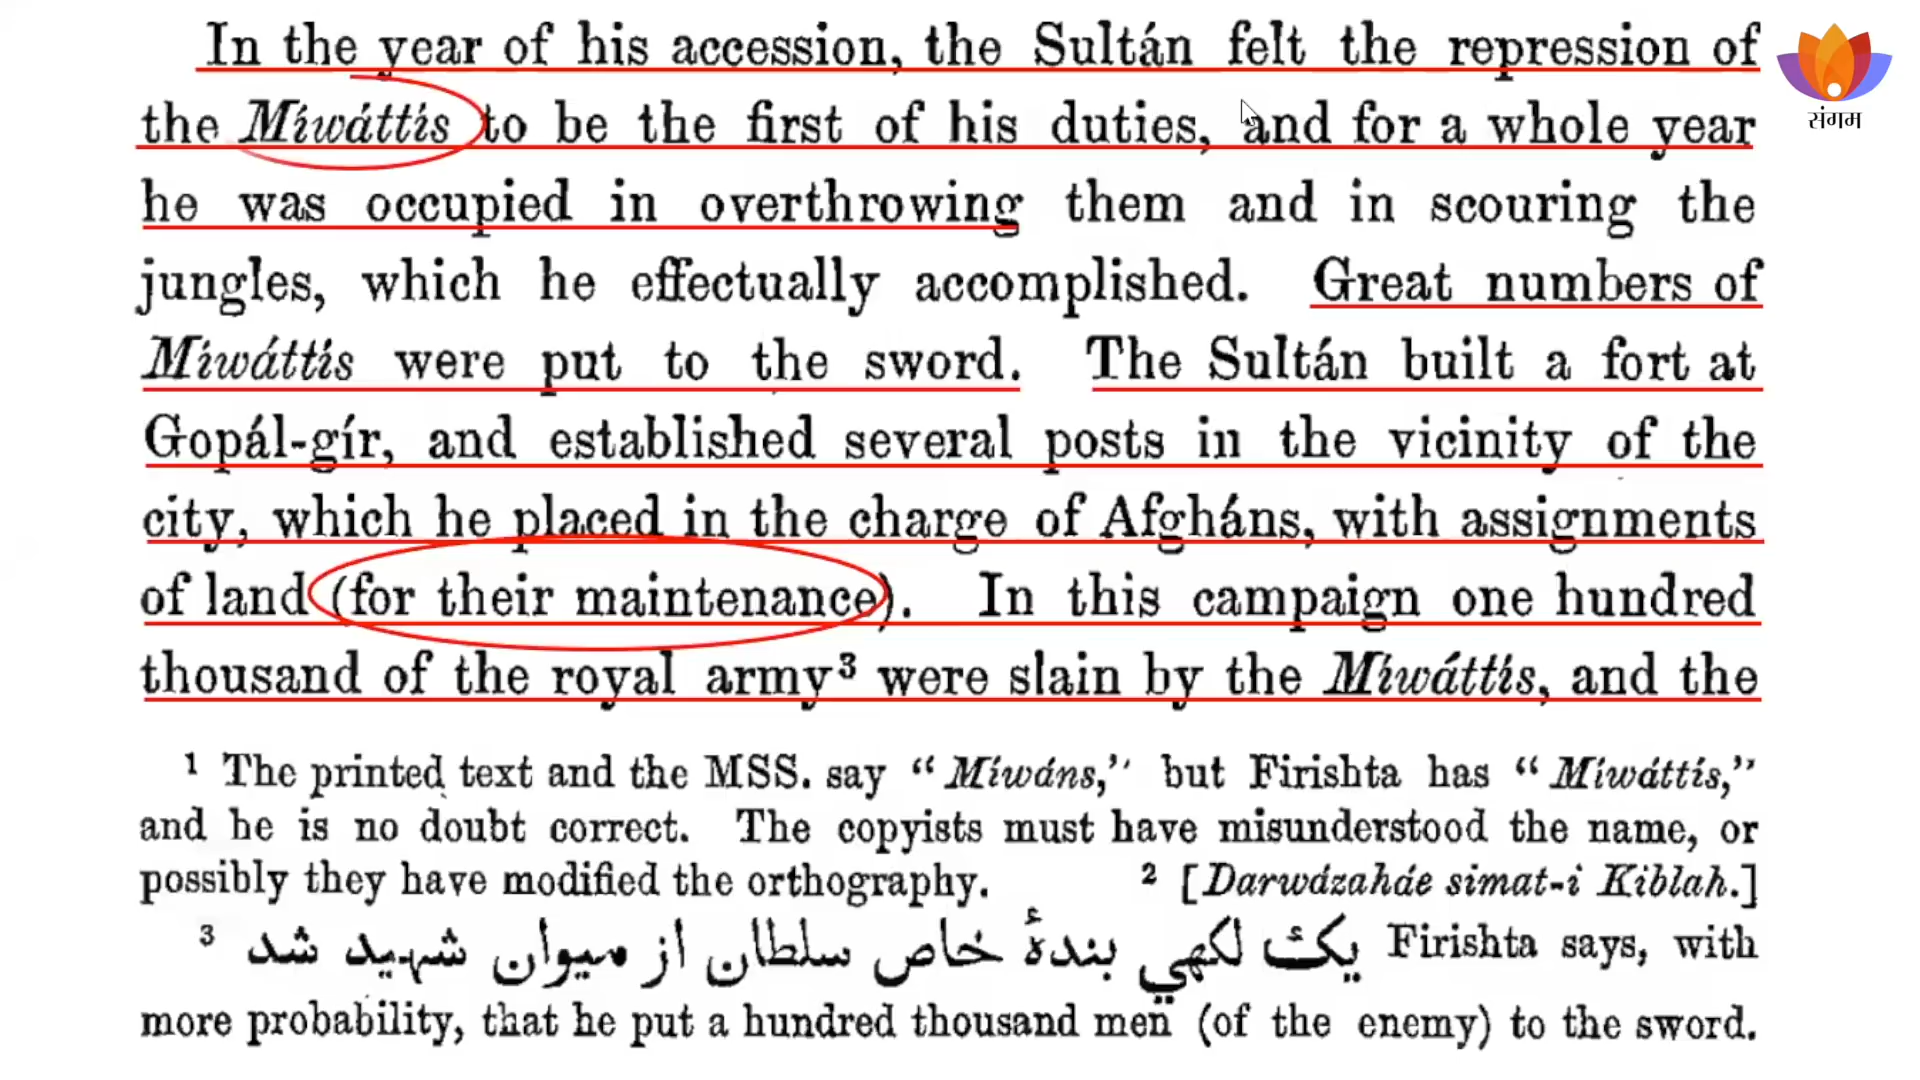 In the year of his accession, the Sultán felt the repression of
the Míwáttís to be the first of his duties, and for a whole year
he was occupied in overthrowing them and in scouring the
jungles, which he effectually accomplished. Great numbers of
Míwáttís were put to the sword. The Sultán built a fort at
Gopál-gír, and established several posts in the vicinity of the
city, which he placed in the charge of Afgháns, with assignments
of land (for their maintenance). In this campaign one hundred
thousand of the royal army³ were slain by the Míwáttís, and the
¹ The printed text and the MSS. say “Míwáns,” but Firishta has “Míwáttís,”
and he is no doubt correct. The copyists must have misunderstood the name, or
possibly they have modified the orthography. ² [Darwázaháe simat-i Kiblah.]
³ یک لکهي بندهٔ خاص سلطان از میوان شهید شد Firishta says, with
more probability, that he put a hundred thousand men (of the enemy) to the sword.
संगम